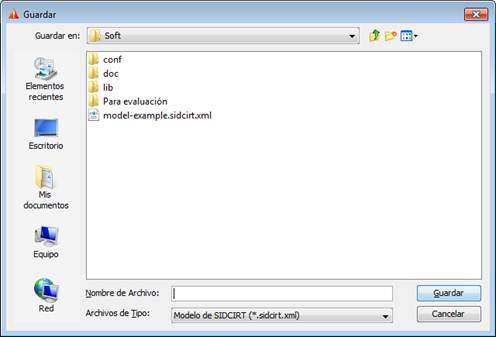 Guardar
Guardar en: Soft
conf
doc
lib
Para evaluación
model-example.sidcirt.xml
Elementos
recientes
Escritorio
Mis
documentos
Equipo
Red
Nombre de Archivo:
Guardar
Archivos de Tipo: Modelo de SIDCIRT (*.sidcirt.xml)
Cancelar